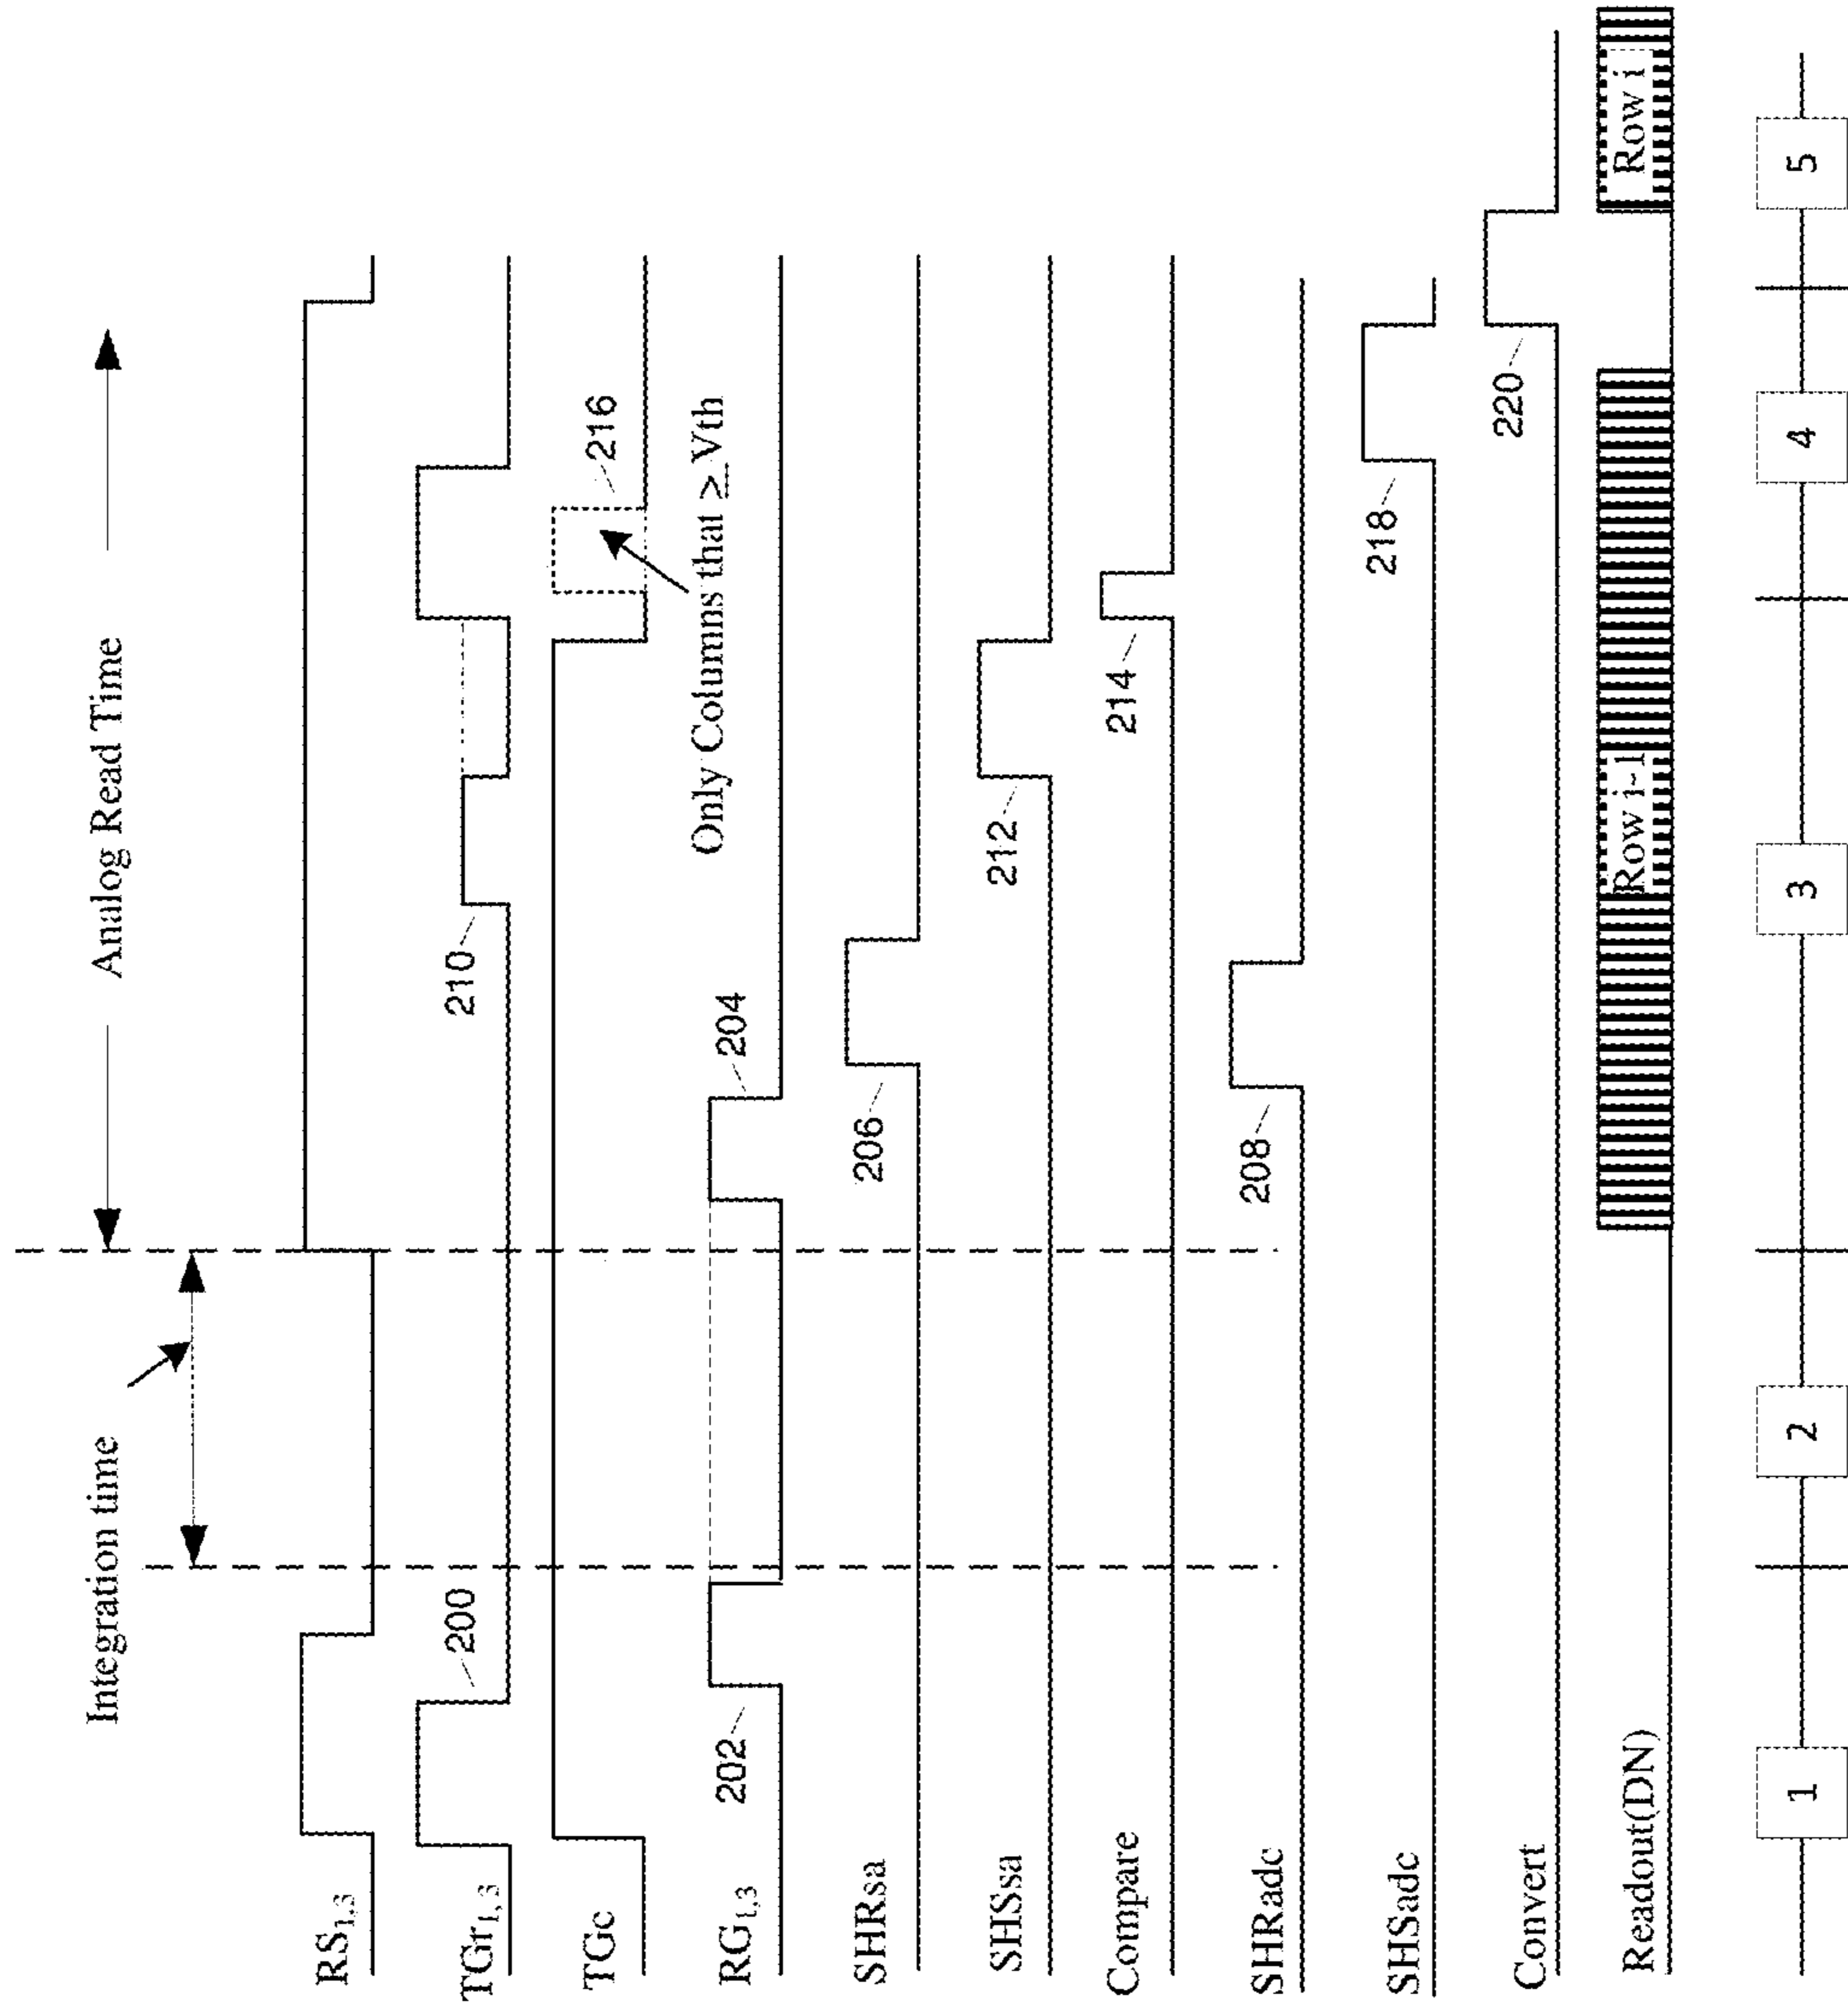 Integration time
Analog Read Time
RS1,3
TGr1,3
200
210
TGc
216
Only Columns that ≥ Vth
RG1,3
202
204
SHRsa
206
SHSsa
212
Compare
214
SHRadc
208
SHSadc
218
Convert
220
Readout(DN)
Row i-1
Row i
1
2
3
4
5